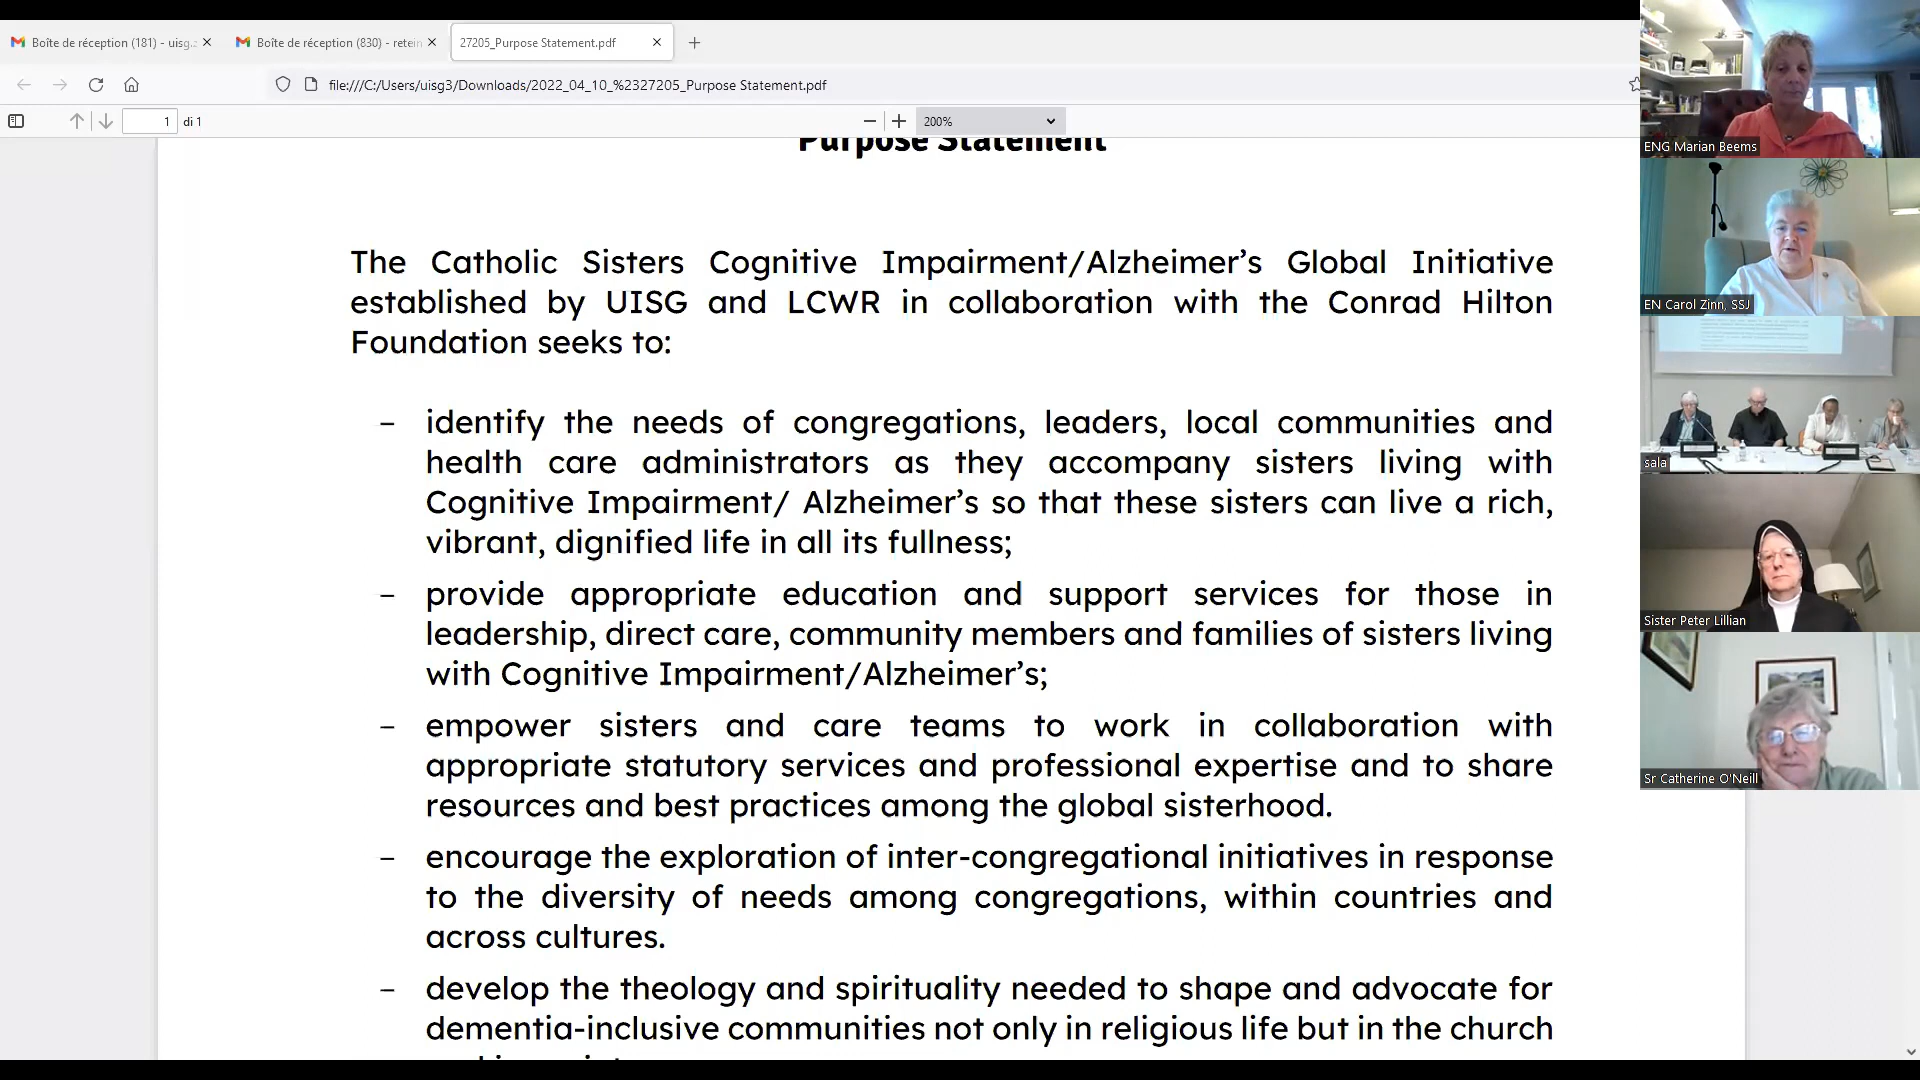 Boîte de réception (181) - uisg.
Boîte de réception (830) - retein
27205_Purpose Statement.pdf
file:///C:/Users/uisg3/Downloads/2022_04_10_%2327205_Purpose Statement.pdf
1 di 1
200%
Purpose Statement
The Catholic Sisters Cognitive Impairment/Alzheimer’s Global Initiative
established by UISG and LCWR in collaboration with the Conrad Hilton
Foundation seeks to:
– identify the needs of congregations, leaders, local communities and
health care administrators as they accompany sisters living with
Cognitive Impairment/ Alzheimer’s so that these sisters can live a rich,
vibrant, dignified life in all its fullness;
– provide appropriate education and support services for those in
leadership, direct care, community members and families of sisters living
with Cognitive Impairment/Alzheimer’s;
– empower sisters and care teams to work in collaboration with
appropriate statutory services and professional expertise and to share
resources and best practices among the global sisterhood.
– encourage the exploration of inter-congregational initiatives in response
to the diversity of needs among congregations, within countries and
across cultures.
– develop the theology and spirituality needed to shape and advocate for
dementia-inclusive communities not only in religious life but in the church
ENG Marian Beems
EN Carol Zinn, SSJ
sala
Sister Peter Lillian
Sr Catherine O'Neill